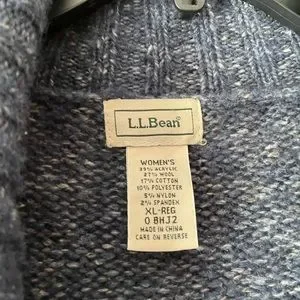 L.L.Bean®
WOMEN'S
39% ACRYLIC
27% WOOL
17% COTTON
10% POLYESTER
5% NYLON
2% SPANDEX
XL-REG
0 BHJ2
MADE IN CHINA
CARE ON REVERSE